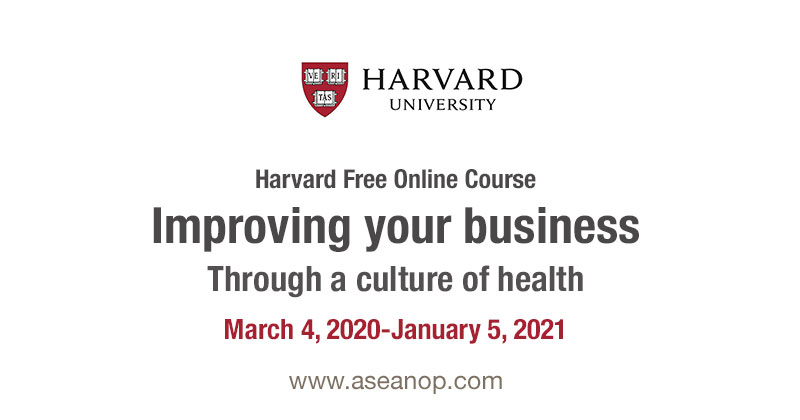 VE RI
TAS
HARVARD
UNIVERSITY
Harvard Free Online Course
Improving your business
Through a culture of health
March 4, 2020-January 5, 2021
www.aseanop.com